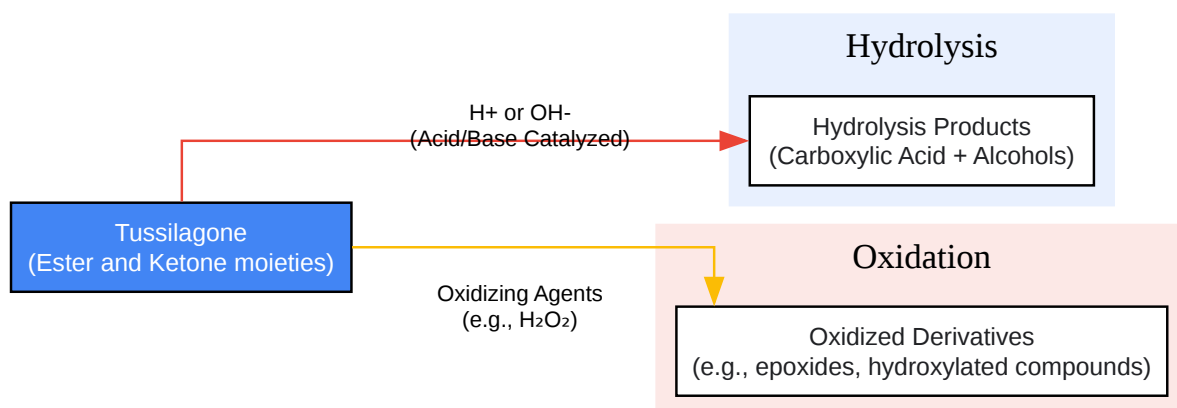 Hydrolysis
H+ or OH-
(Acid/Base Catalyzed)
Hydrolysis Products
(Carboxylic Acid + Alcohols)
Tussilagone
(Ester and Ketone moieties)
Oxidation
Oxidizing Agents
(e.g., H₂O₂)
Oxidized Derivatives
(e.g., epoxides, hydroxylated compounds)